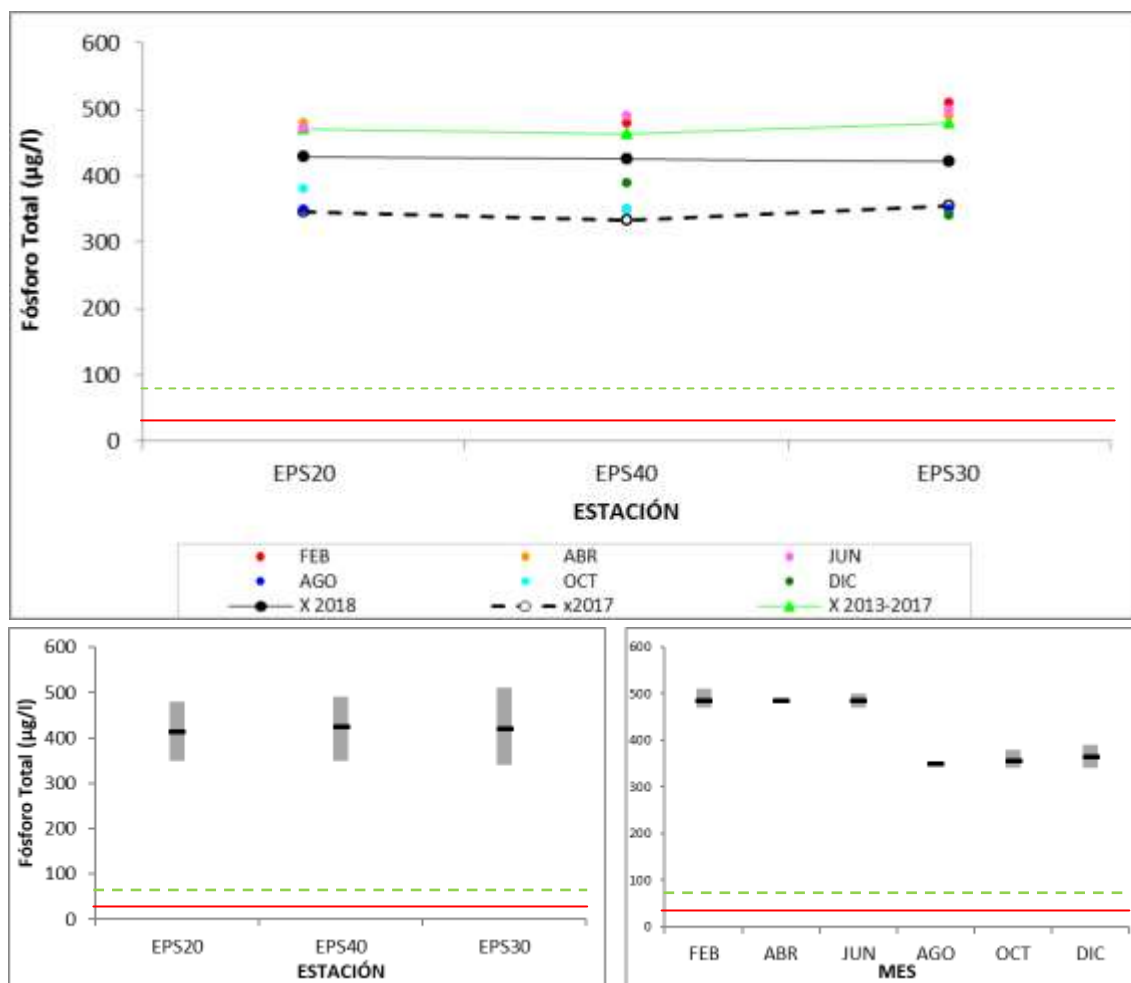 Fósforo Total (µg/l)
600
500
400
300
200
100
0
EPS20 EPS40 EPS30
ESTACIÓN
FEB ABR JUN
AGO OCT DIC
X 2018 x2017 X 2013-2017
Fósforo Total (µg/l)
600
500
400
300
200
100
0
EPS20 EPS40 EPS30
ESTACIÓN
600
500
400
300
200
100
0
FEB ABR JUN AGO OCT DIC
MES